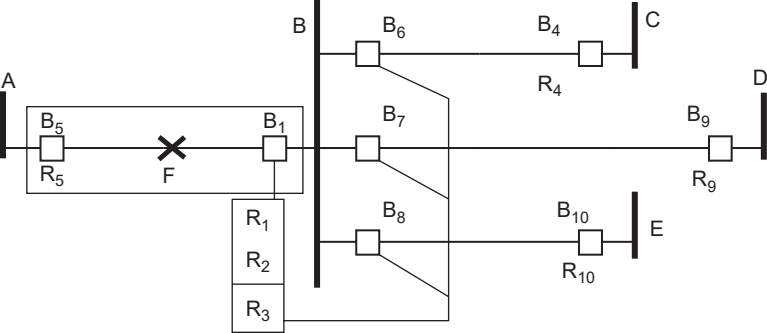 B
B₆
B₄
C
R₄
A
D
B₅
B₁
B₇
B₉
R₅
F
R₉
R₁
B₈
B₁₀
E
R₂
R₁₀
R₃